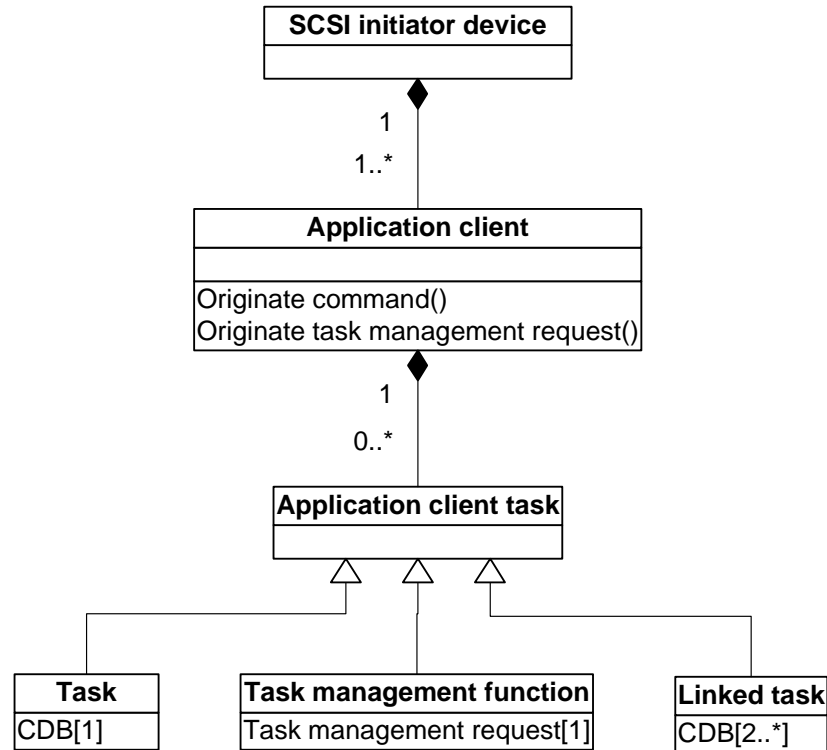 SCSI initiator device
1
1..*
Application client
Originate command()
Originate task management request()
1
0..*
Application client task
Task
CDB[1]
Task management function
Task management request[1]
Linked task
CDB[2..*]